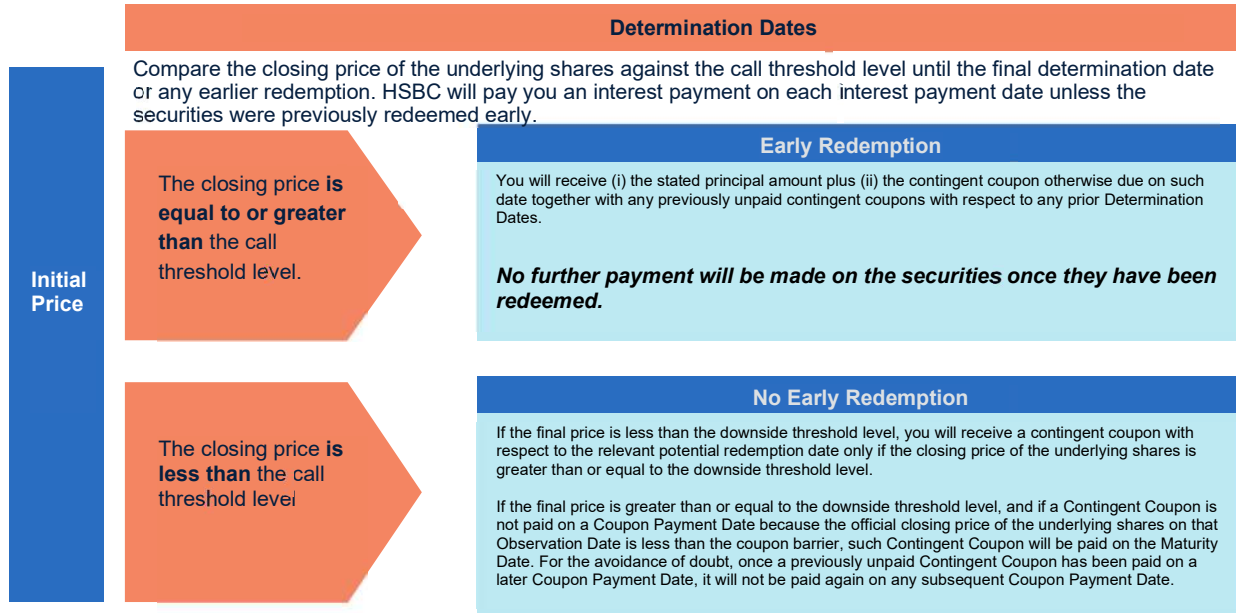 Determination Dates
Compare the closing price of the underlying shares against the call threshold level until the final determination date
or any earlier redemption. HSBC will pay you an interest payment on each interest payment date unless the
securities were previously redeemed early.
Initial
Price
The closing price is
equal to or greater
than the call
threshold level.
Early Redemption
You will receive (i) the stated principal amount plus (ii) the contingent coupon otherwise due on such
date together with any previously unpaid contingent coupons with respect to any prior Determination
Dates.
No further payment will be made on the securities once they have been
redeemed.
The closing price is
less than the call
threshold level
No Early Redemption
If the final price is less than the downside threshold level, you will receive a contingent coupon with
respect to the relevant potential redemption date only if the closing price of the underlying shares is
greater than or equal to the downside threshold level.
If the final price is greater than or equal to the downside threshold level, and if a Contingent Coupon is
not paid on a Coupon Payment Date because the official closing price of the underlying shares on that
Observation Date is less than the coupon barrier, such Contingent Coupon will be paid on the Maturity
Date. For the avoidance of doubt, once a previously unpaid Contingent Coupon has been paid on a
later Coupon Payment Date, it will not be paid again on any subsequent Coupon Payment Date.